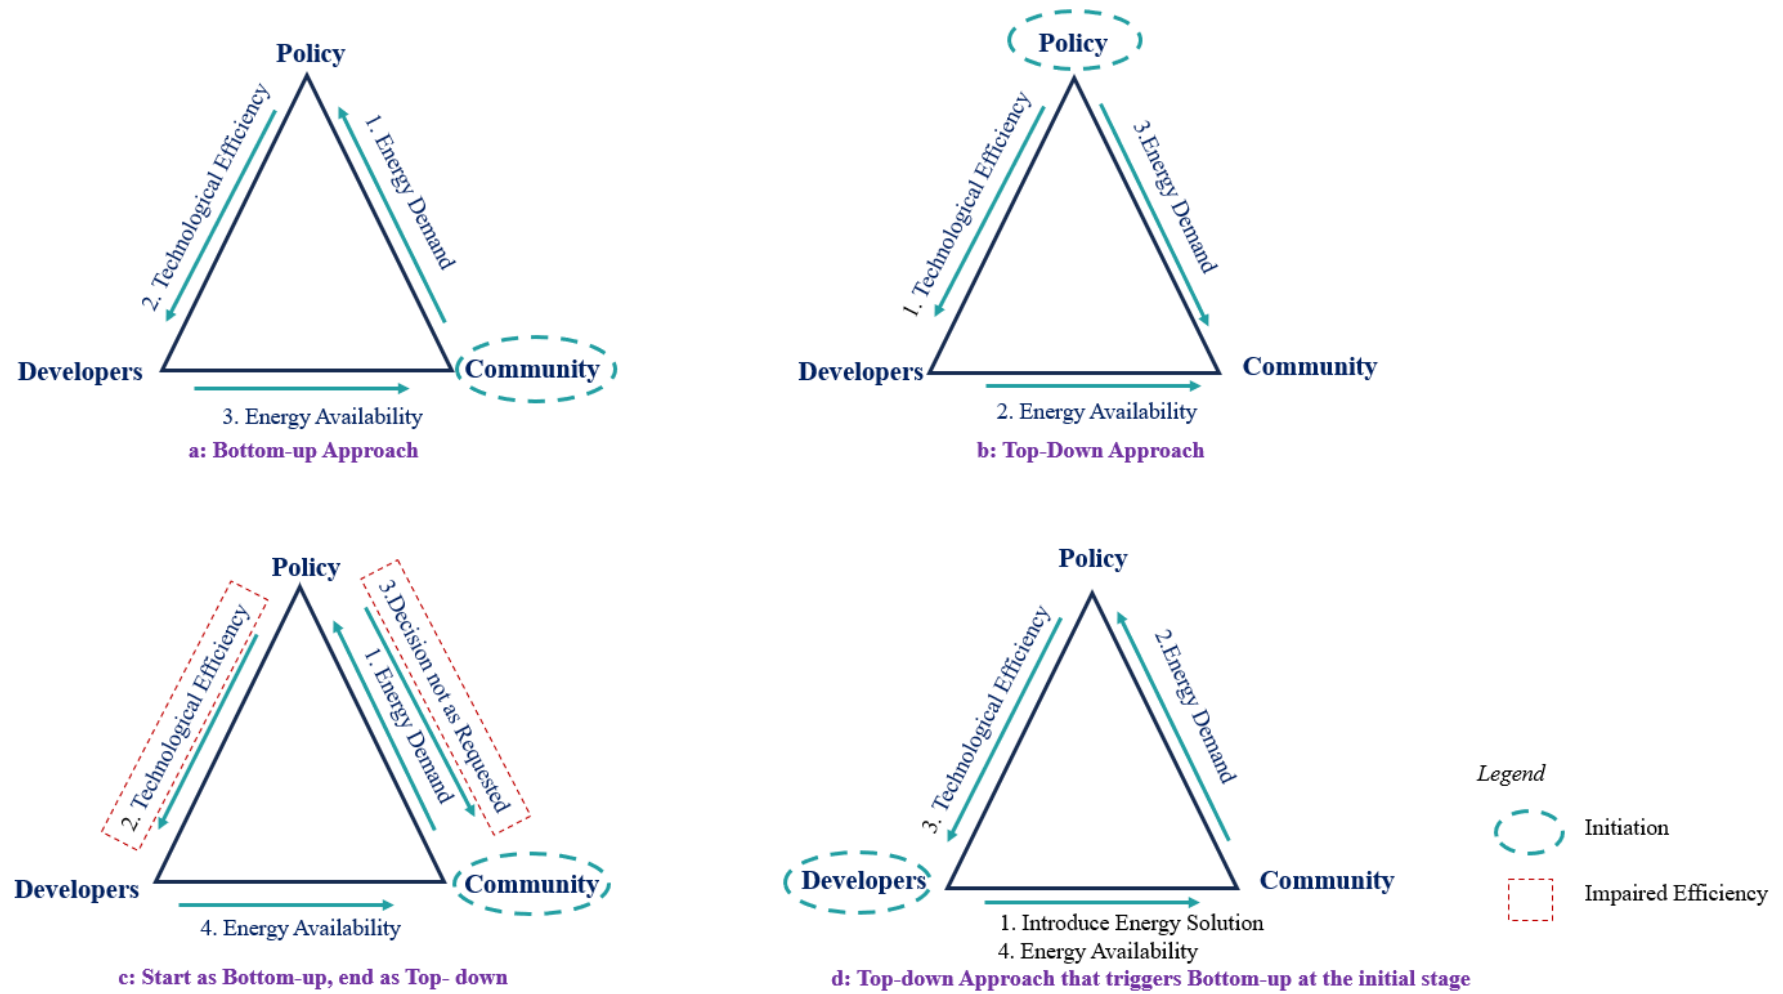 Policy
2. Technological Efficiency
1. Energy Demand
Developers
Community
3. Energy Availability
a: Bottom-up Approach
Policy
1. Technological Efficiency
3.Energy Demand
Developers
Community
2. Energy Availability
b: Top-Down Approach
Policy
2. Technological Efficiency
3.Decision not as Requested
1. Energy Demand
Developers
Community
4. Energy Availability
c: Start as Bottom-up, end as Top- down
Policy
3. Technological Efficiency
2.Energy Demand
Developers
Community
1. Introduce Energy Solution
4. Energy Availability
d: Top-down Approach that triggers Bottom-up at the initial stage
Legend
Initiation
Impaired Efficiency